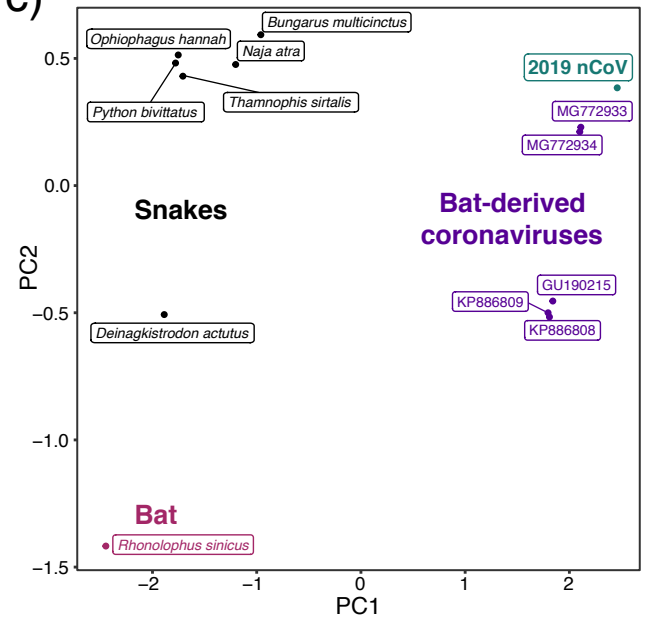 c)
Bungarus multicinctus
Ophiophagus hannah
Naja atra
0.5
2019 nCoV
Python bivittatus
Thamnophis sirtalis
MG772933
MG772934
0.0
Snakes
Bat-derived
coronaviruses
PC2
GU190215
KP886809
−0.5
Deinagkistrodon actutus
KP886808
−1.0
Bat
Rhonolophus sinicus
−1.5
−2
−1
0
1
2
PC1